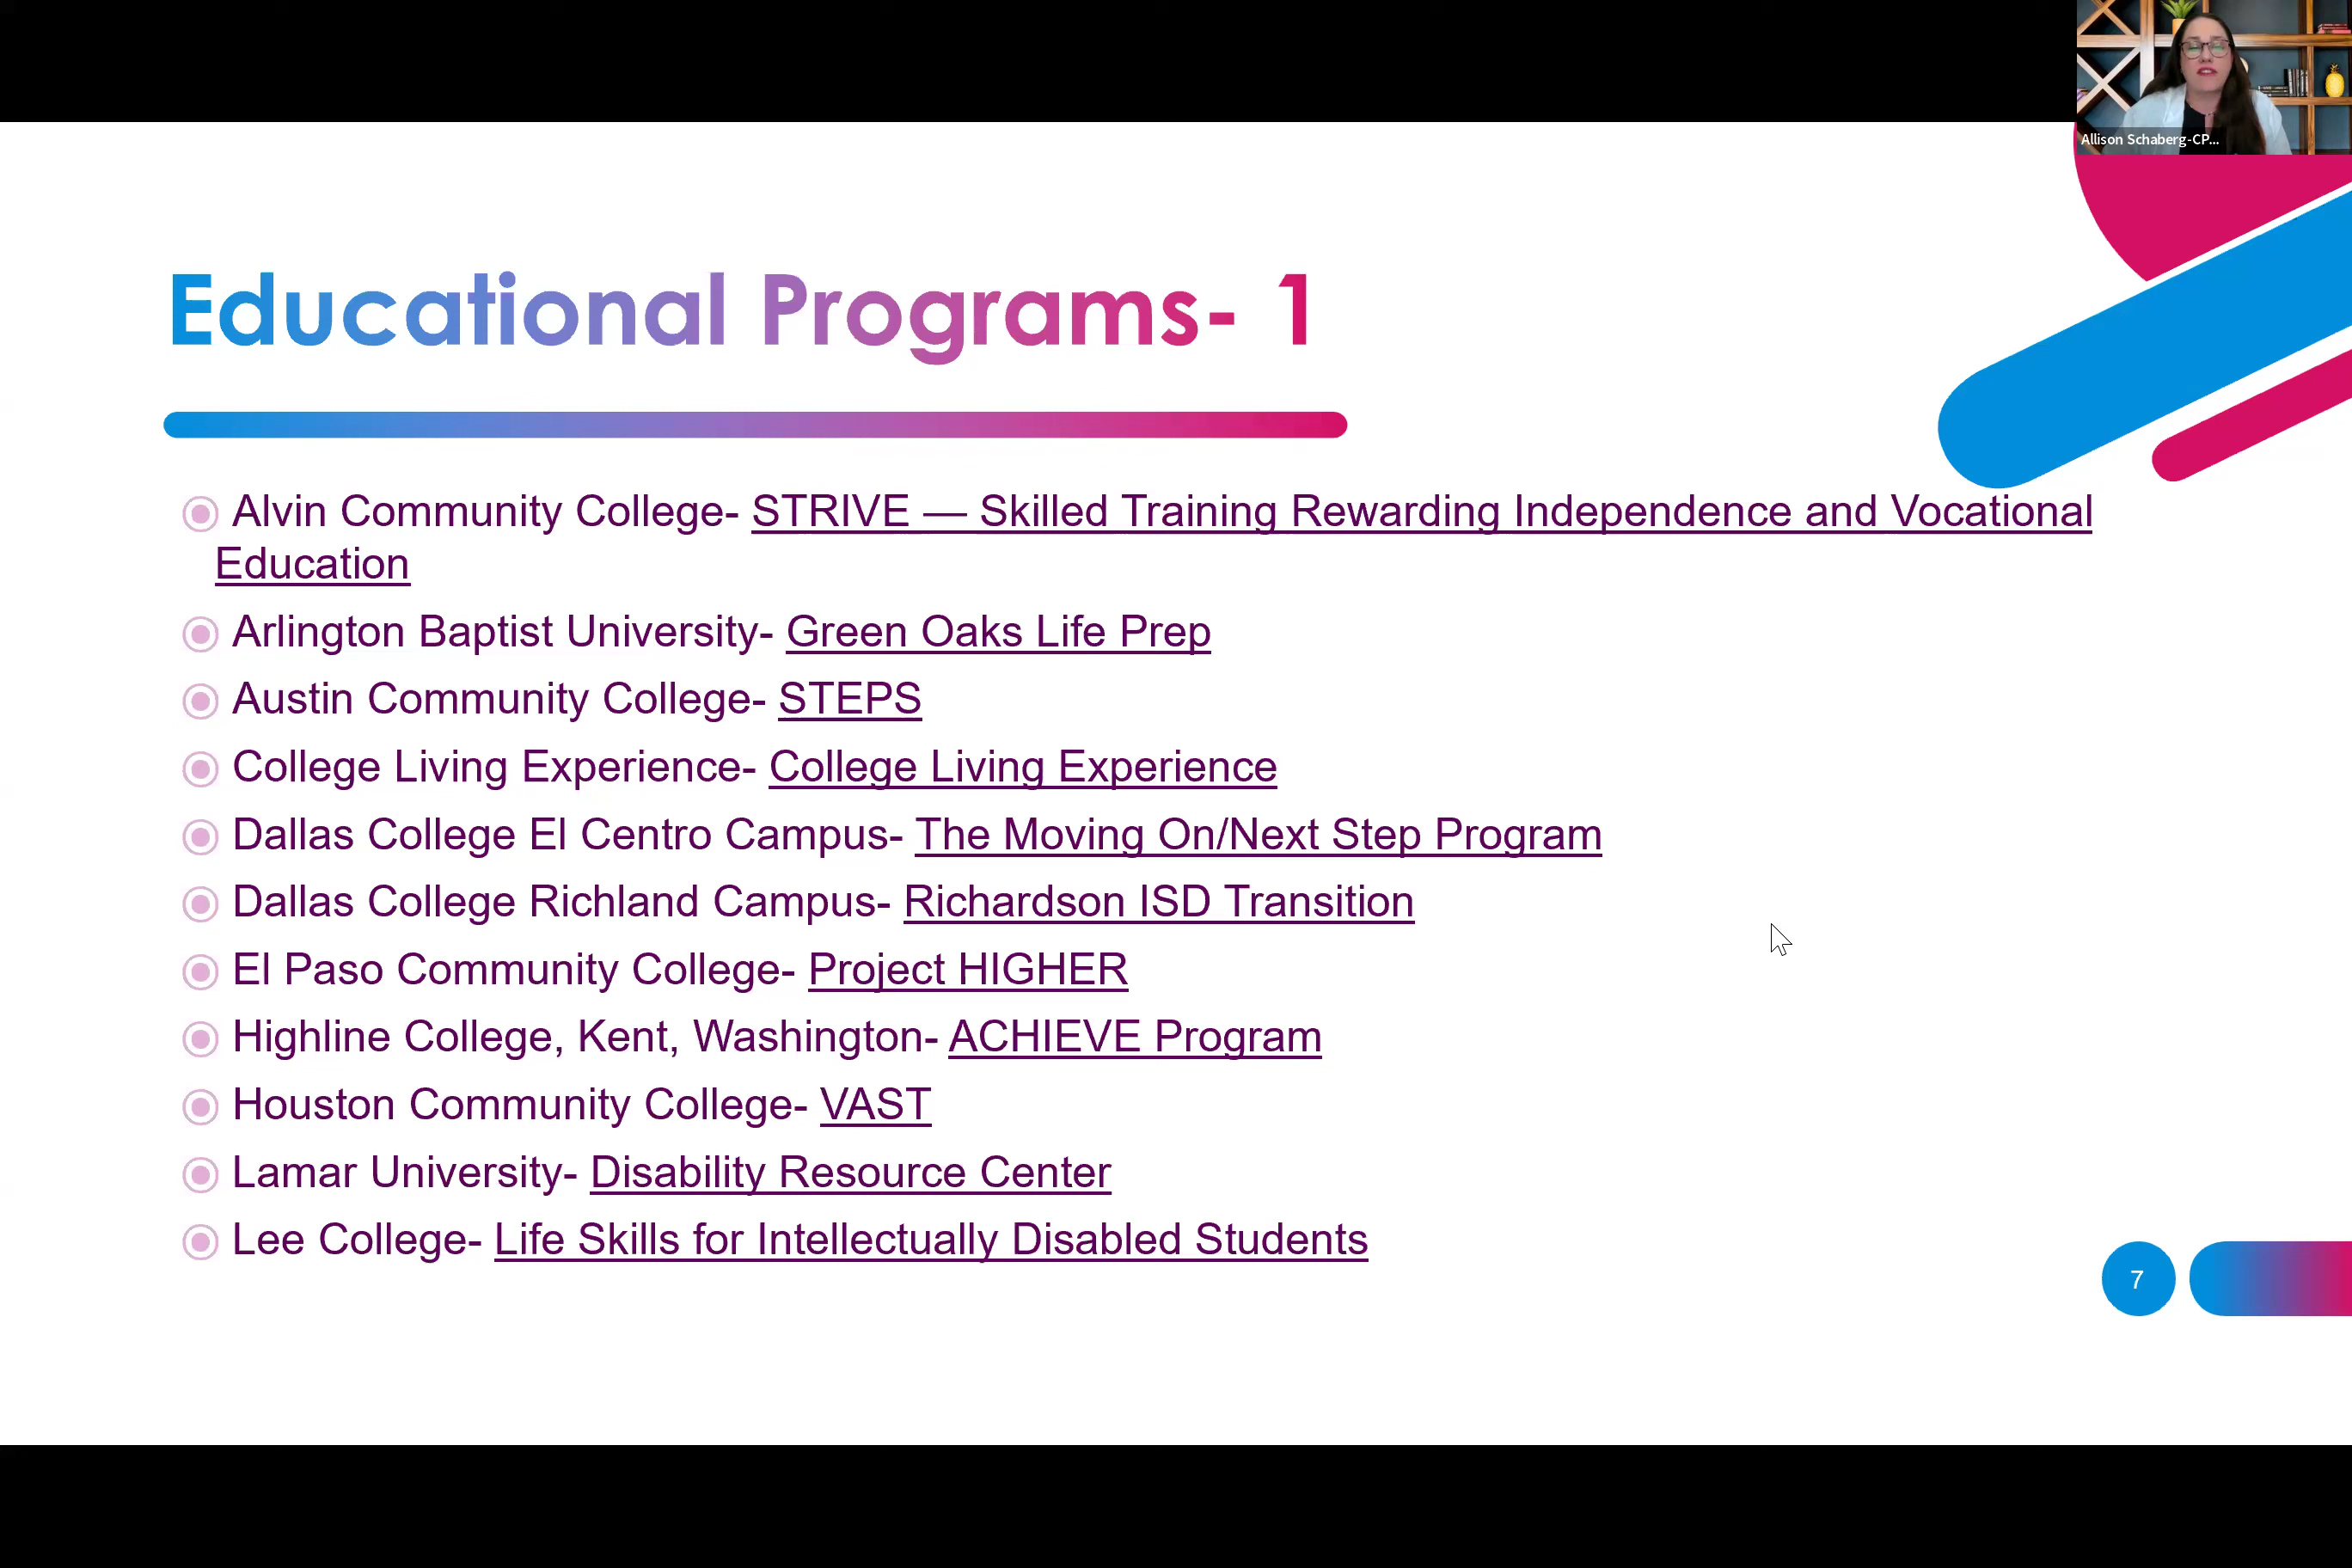 Allison Schaberg-CP...
Educational Programs- 1
Alvin Community College- STRIVE — Skilled Training Rewarding Independence and Vocational
Education
Arlington Baptist University- Green Oaks Life Prep
Austin Community College- STEPS
College Living Experience- College Living Experience
Dallas College El Centro Campus- The Moving On/Next Step Program
Dallas College Richland Campus- Richardson ISD Transition
El Paso Community College- Project HIGHER
Highline College, Kent, Washington- ACHIEVE Program
Houston Community College- VAST
Lamar University- Disability Resource Center
Lee College- Life Skills for Intellectually Disabled Students
7